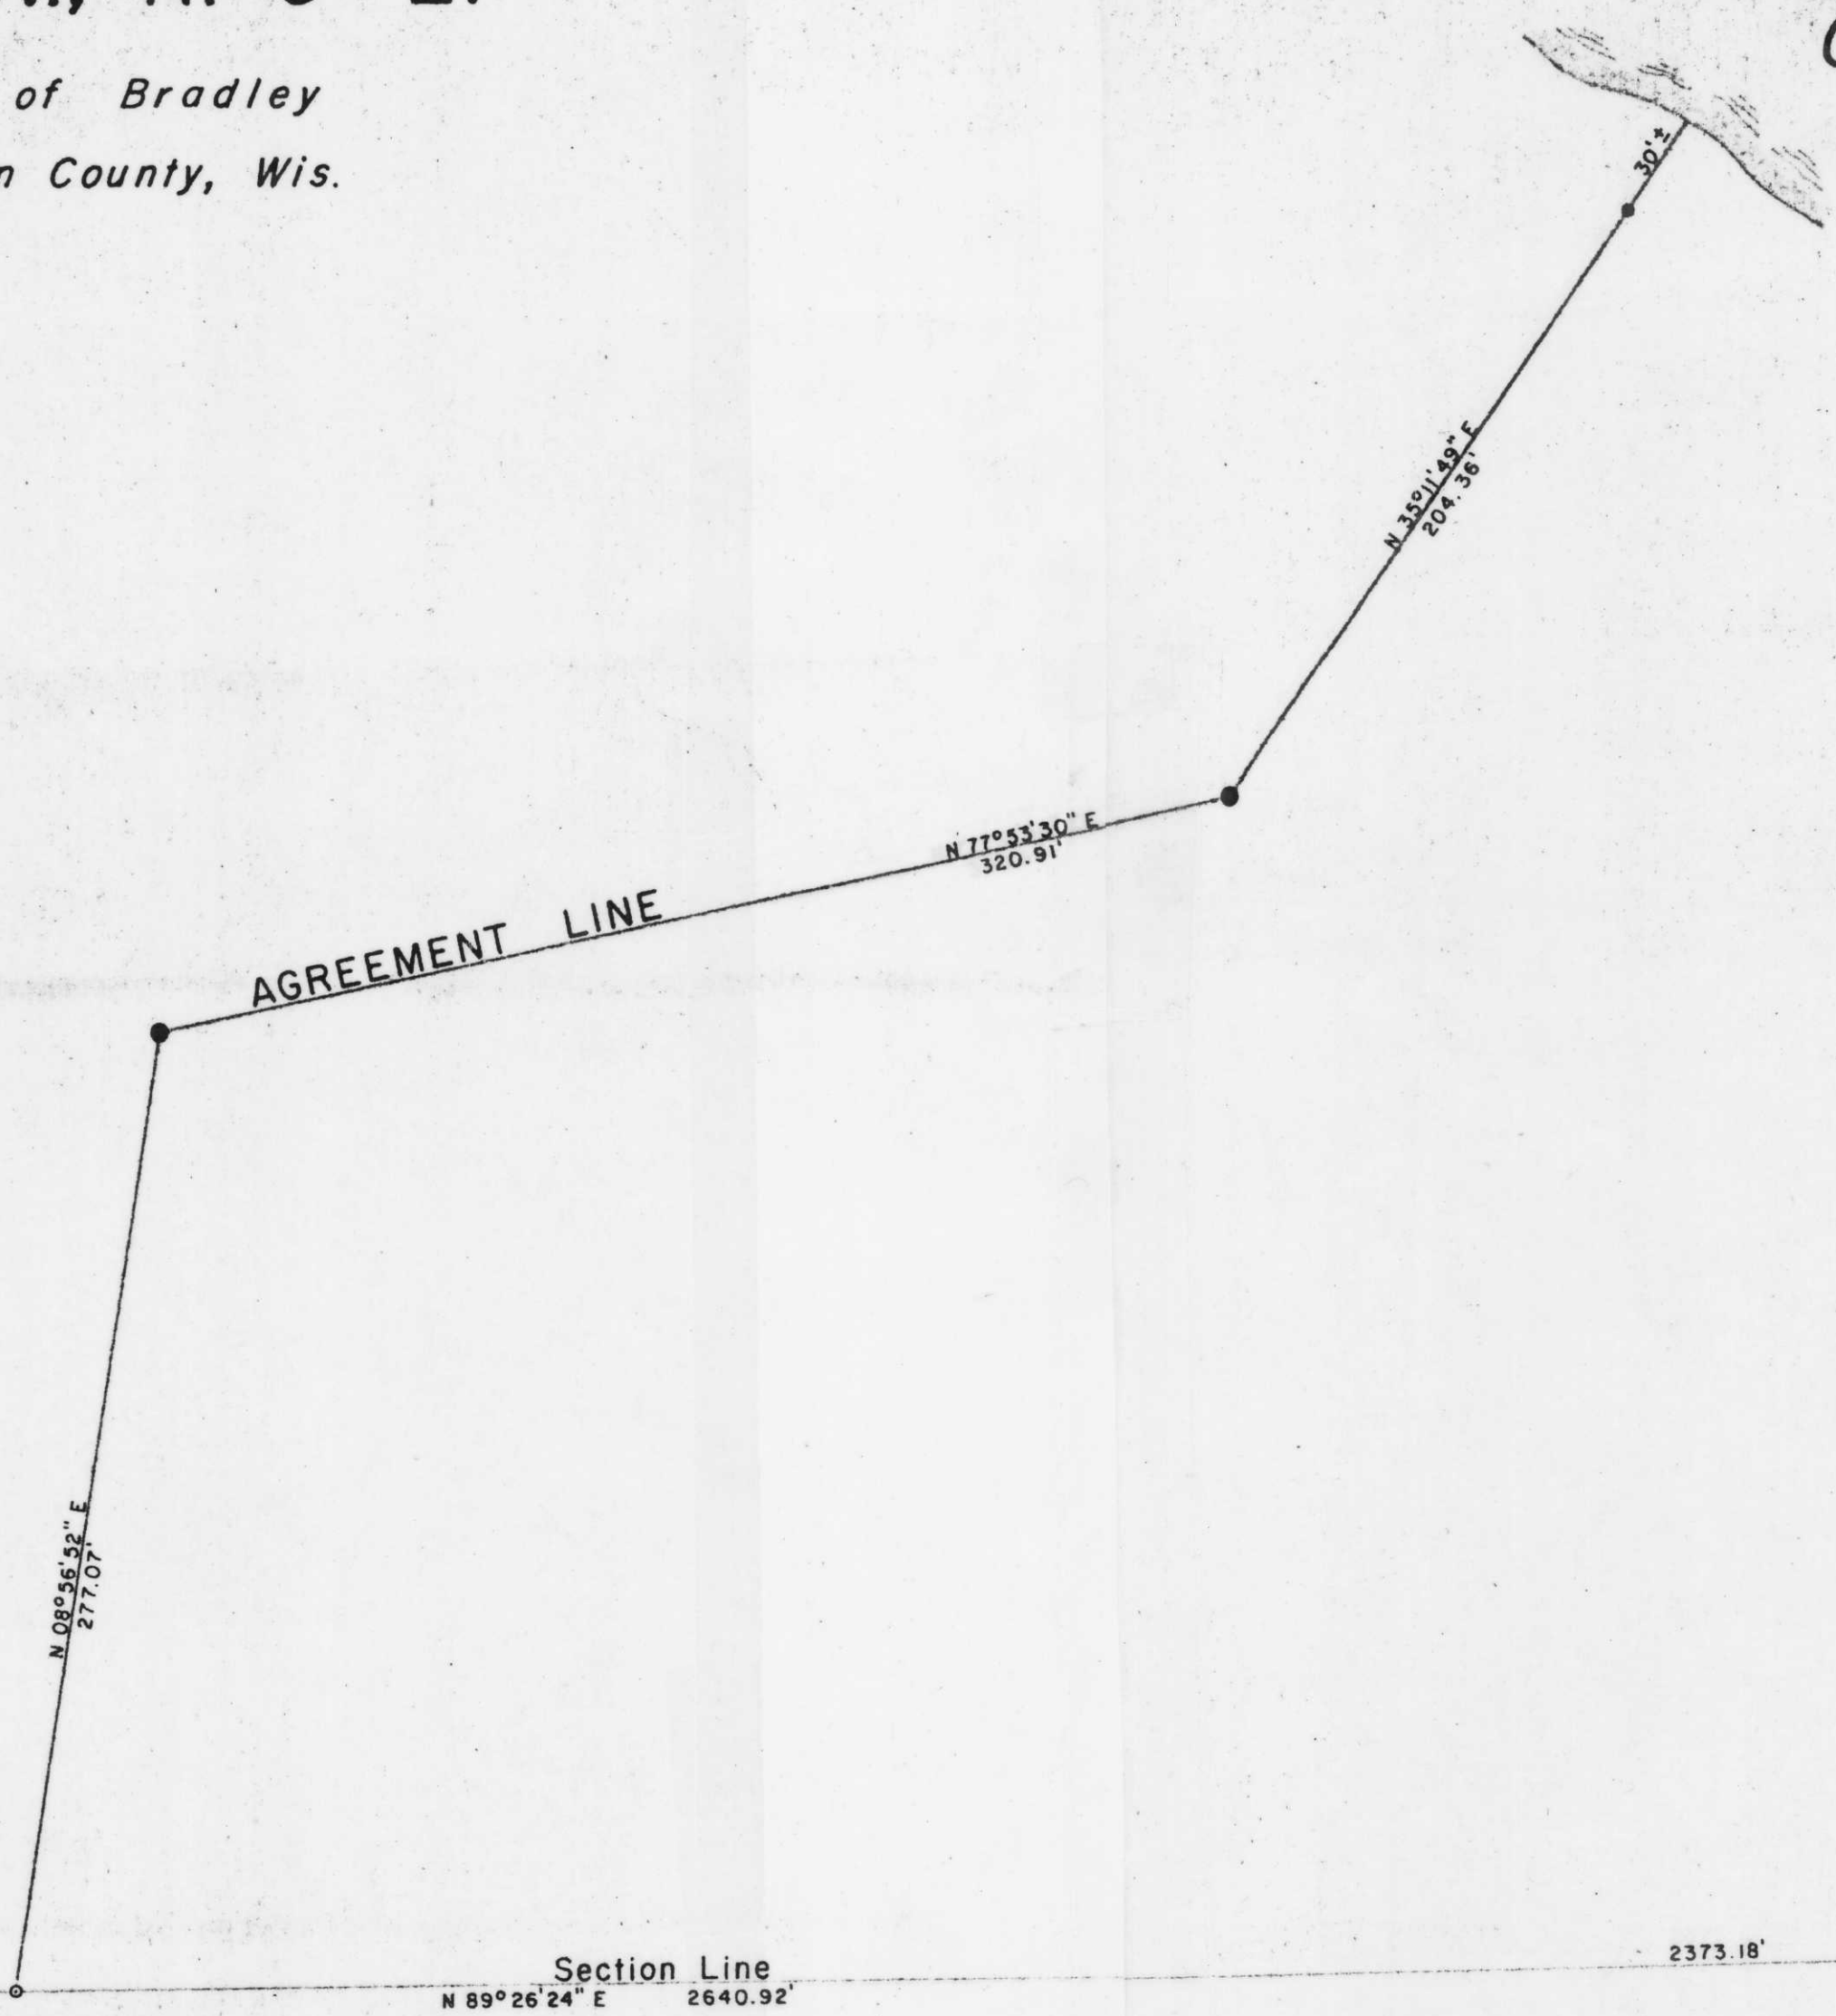 of Bradley
County, Wis.
30'±
N 35°11'49" E
204.36'
N 77°53'30" E
320.91'
AGREEMENT LINE
N 08°56'52" E
277.07'
2373.18'
Section Line
N 89°26'24" E 2640.92'